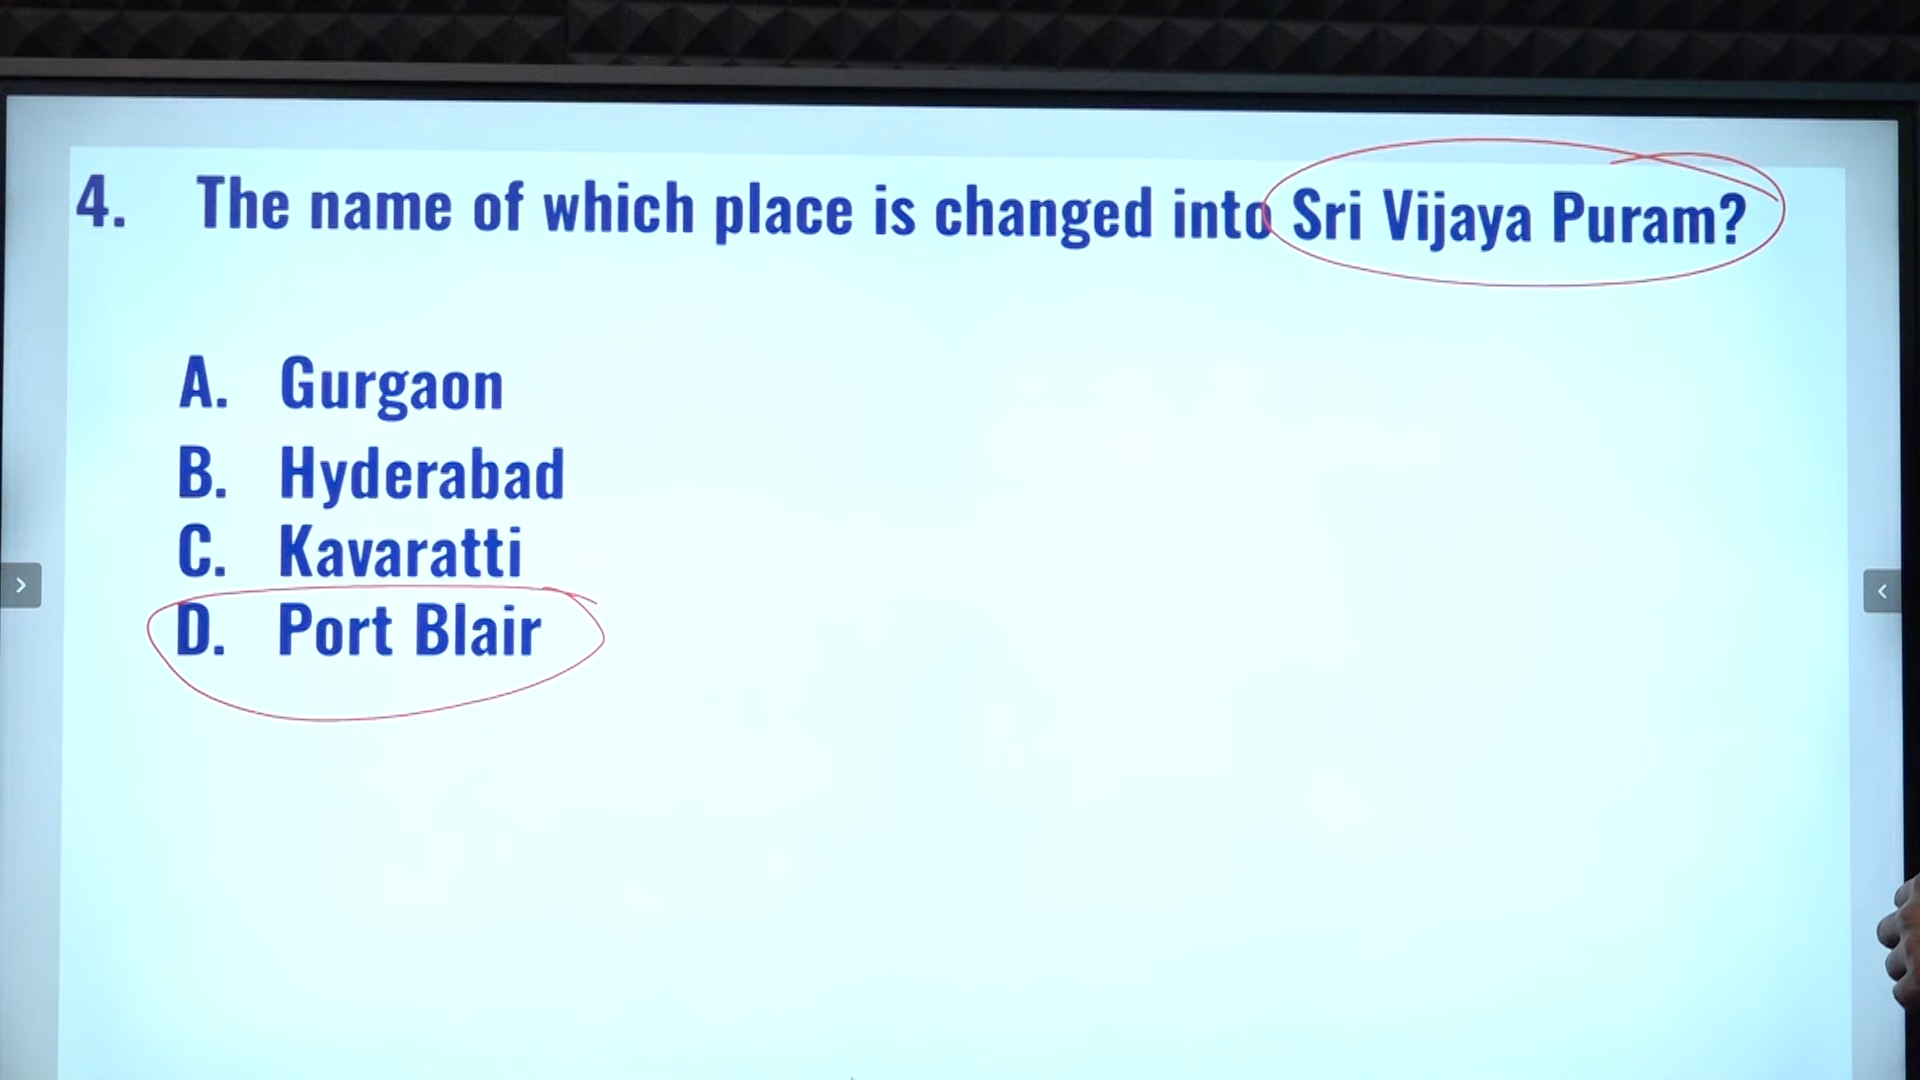 4. The name of which place is changed into Sri Vijaya Puram?
A. Gurgaon
B. Hyderabad
C. Kavaratti
D. Port Blair